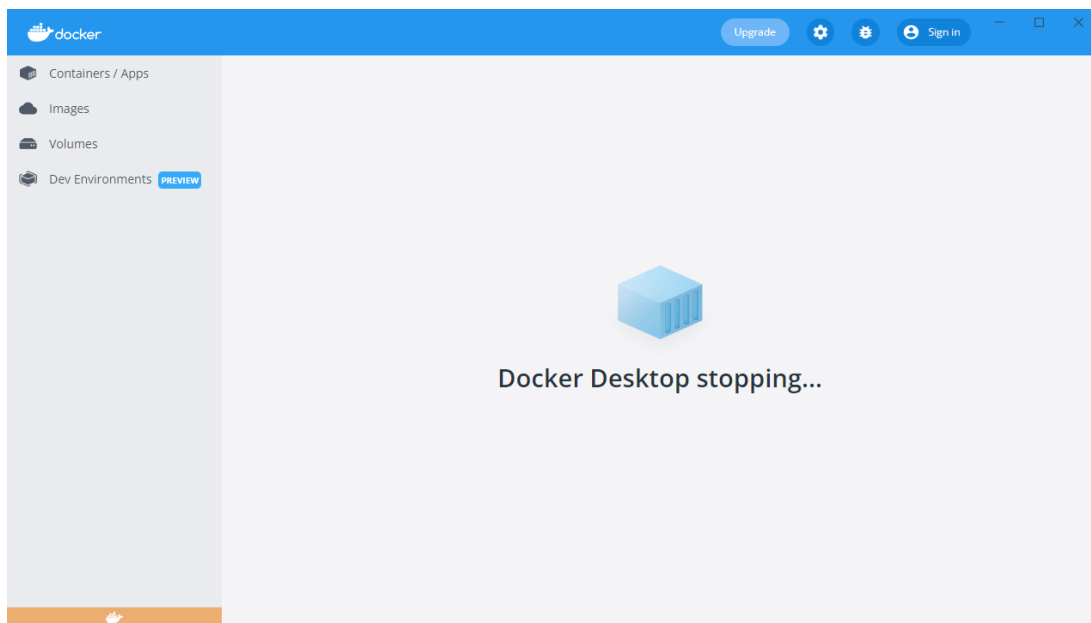 docker
Upgrade
Sign in
Containers / Apps
Images
Volumes
Dev Environments PREVIEW
Docker Desktop stopping...